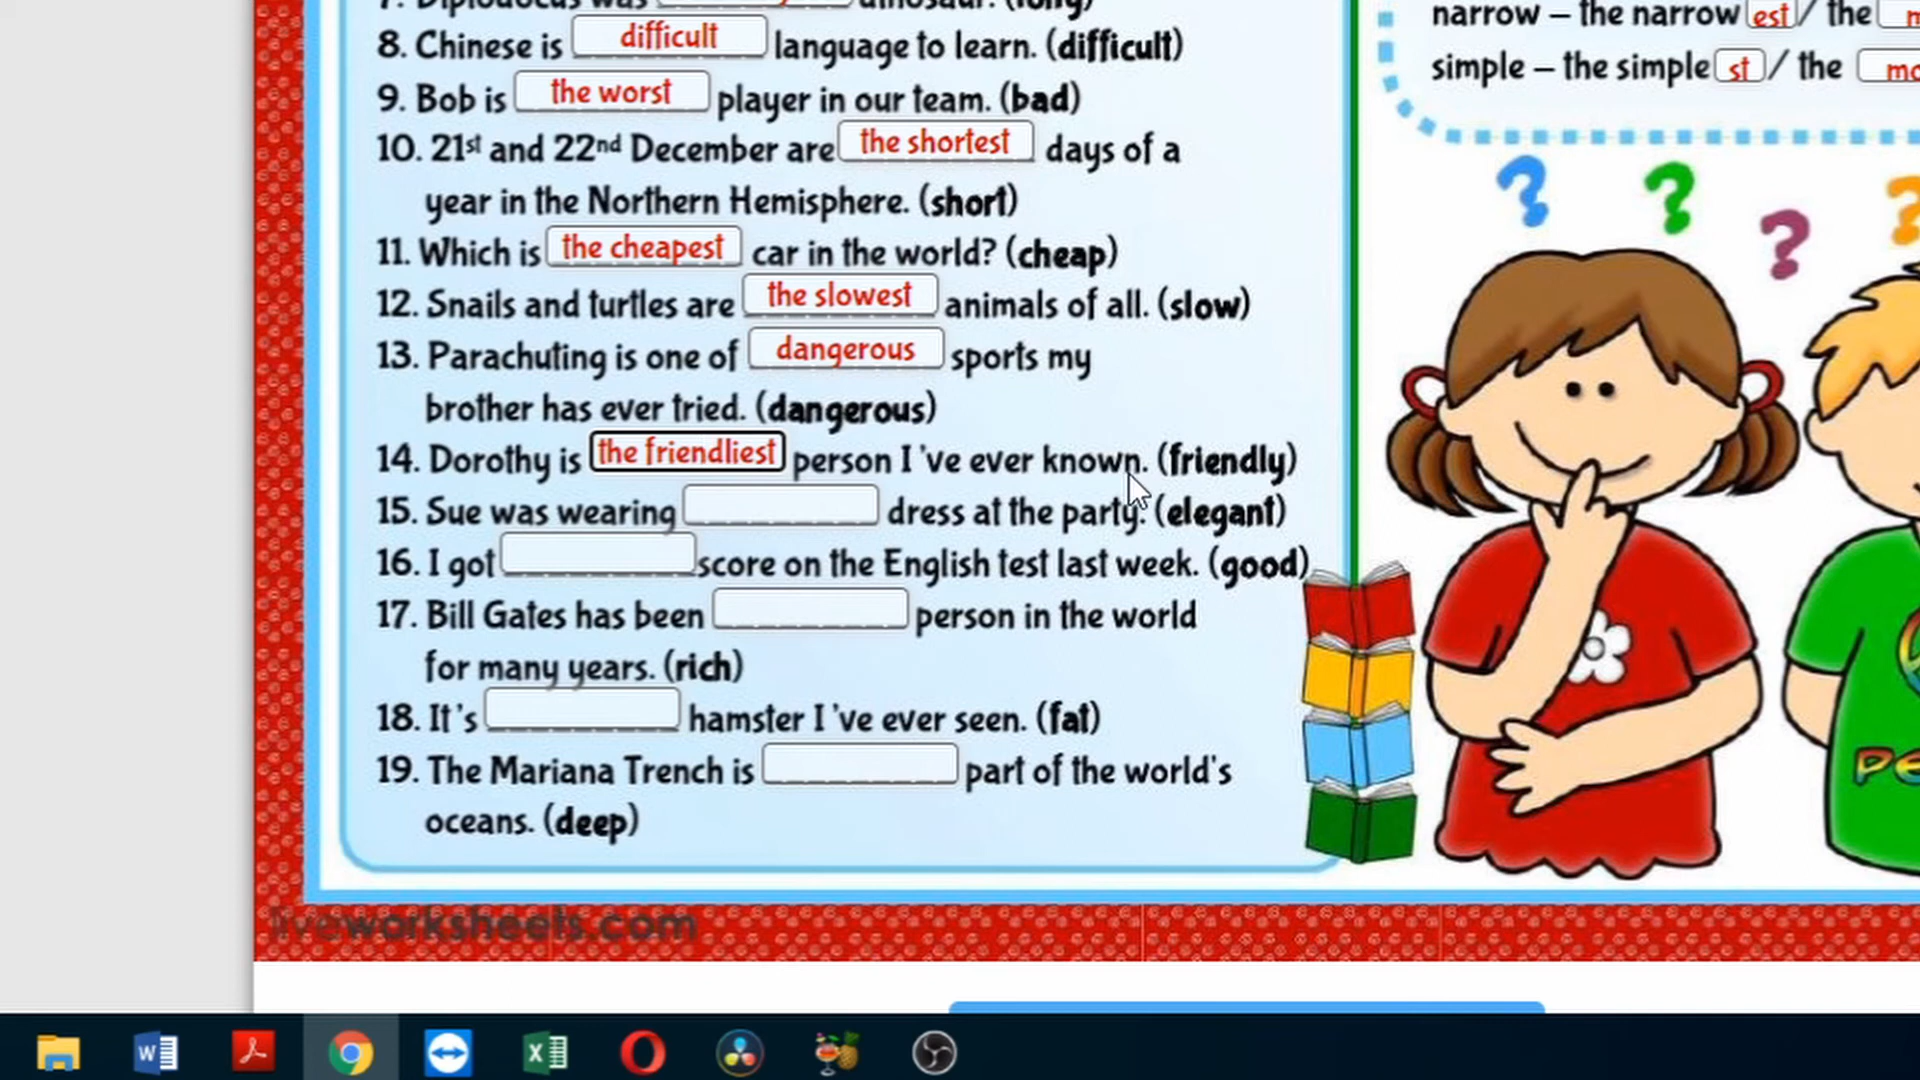 8. Chinese is difficult language to learn. (difficult)
9. Bob is the worst player in our team. (bad)
10. 21st and 22nd December are the shortest days of a
year in the Northern Hemisphere. (short)
11. Which is the cheapest car in the world? (cheap)
12. Snails and turtles are the slowest animals of all. (slow)
13. Parachuting is one of dangerous sports my
brother has ever tried. (dangerous)
14. Dorothy is the friendliest person I 've ever known. (friendly)
15. Sue was wearing dress at the party. (elegant)
16. I got score on the English test last week. (good)
17. Bill Gates has been person in the world
for many years. (rich)
18. It's hamster I 've ever seen. (fat)
19. The Mariana Trench is part of the world's
oceans. (deep)
narrow – the narrow est / the
simple – the simple st / the
liveworksheets.com